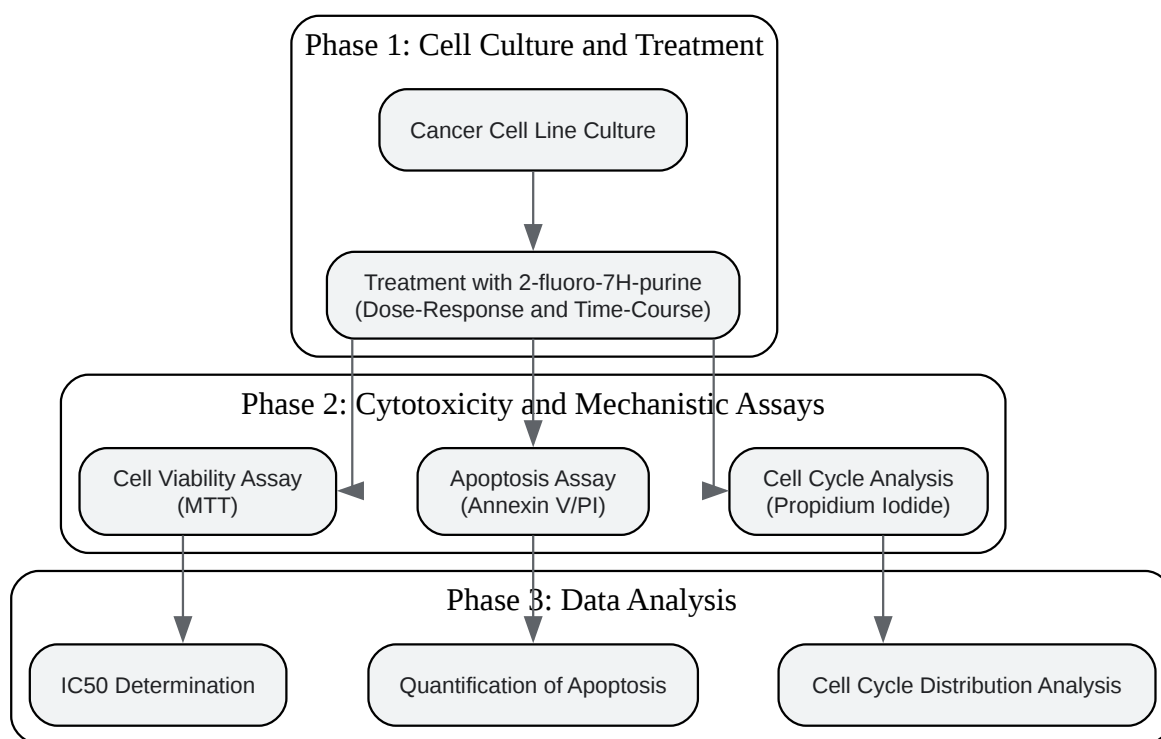 Phase 1: Cell Culture and Treatment
Cancer Cell Line Culture
Treatment with 2-fluoro-7H-purine
(Dose-Response and Time-Course)
Phase 2: Cytotoxicity and Mechanistic Assays
Cell Viability Assay
(MTT)
Apoptosis Assay
(Annexin V/PI)
Cell Cycle Analysis
(Propidium Iodide)
Phase 3: Data Analysis
IC50 Determination
Quantification of Apoptosis
Cell Cycle Distribution Analysis